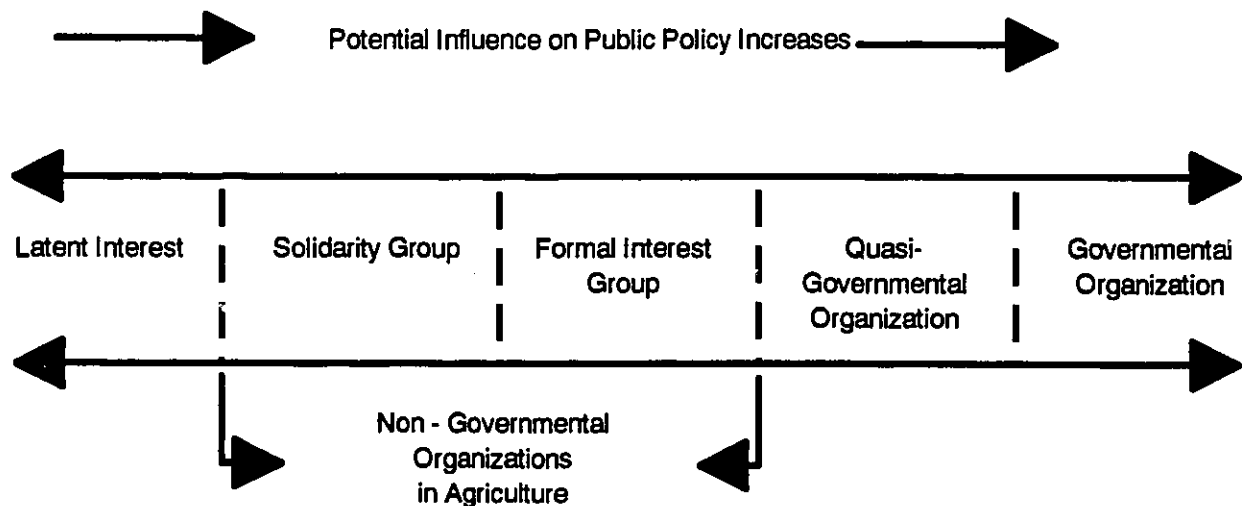 Potential Influence on Public Policy Increases
Latent Interest
Solidarity Group
Formal Interest
Group
Quasi-
Governmental
Organization
Governmental
Organization
Non - Governmental
Organizations
in Agriculture